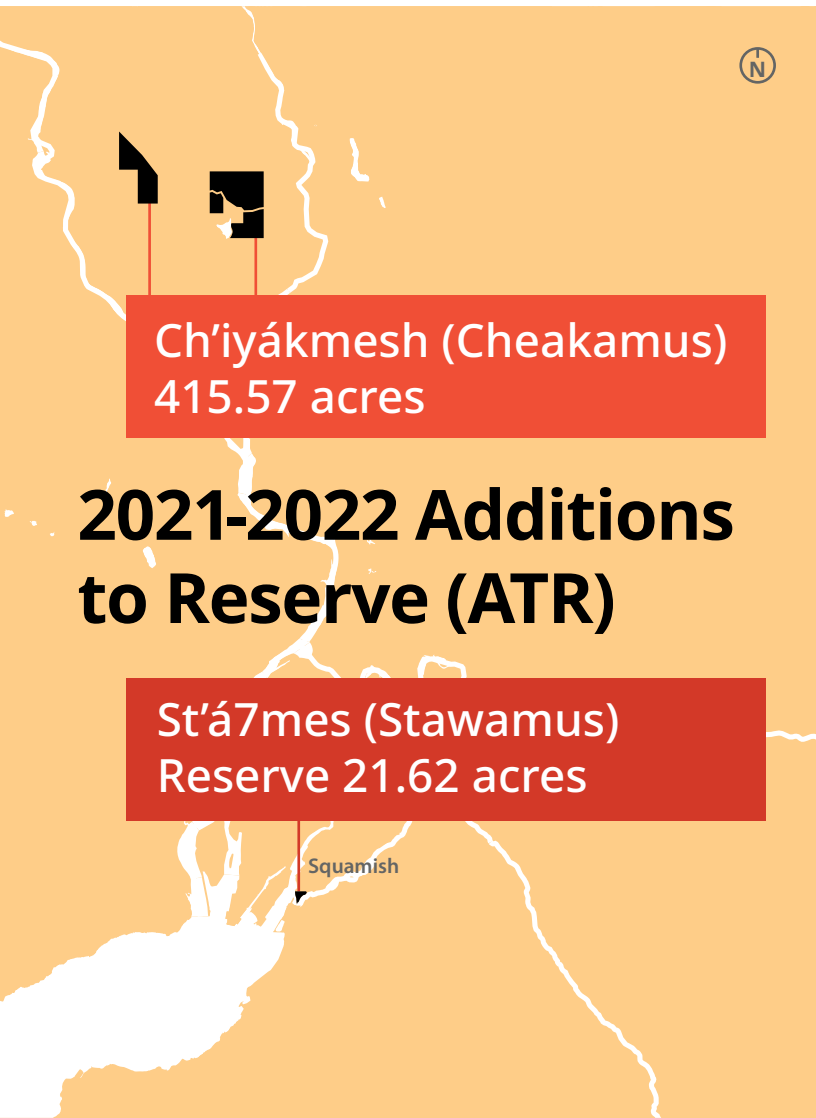 N
Ch’iyákmesh (Cheakamus)
415.57 acres
2021-2022 Additions
to Reserve (ATR)
St’á7mes (Stawamus)
Reserve 21.62 acres
Squamish